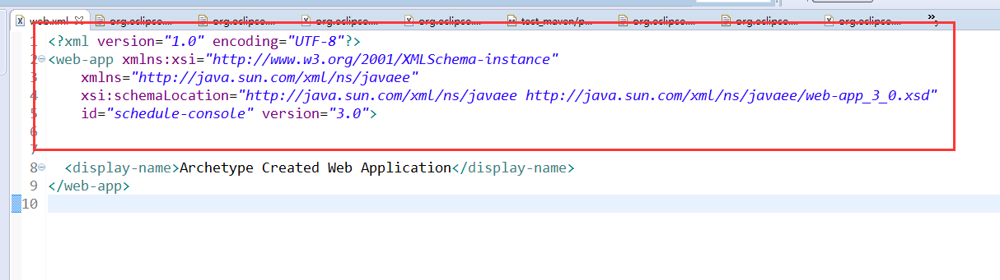 web.xml org.eclipse.... org.eclipse.... org.eclipse.... org.eclipse.... test_maven/p... org.eclipse.... org.eclipse.... org.eclipse.... »
1 <?xml version="1.0" encoding="UTF-8"?>
2 <web-app xmlns:xsi="http://www.w3.org/2001/XMLSchema-instance"
3 xmlns="http://java.sun.com/xml/ns/javaee"
4 xsi:schemaLocation="http://java.sun.com/xml/ns/javaee http://java.sun.com/xml/ns/javaee/web-app_3_0.xsd"
5 id="schedule-console" version="3.0">
6
7
8 <display-name>Archetype Created Web Application</display-name>
9 </web-app>
10